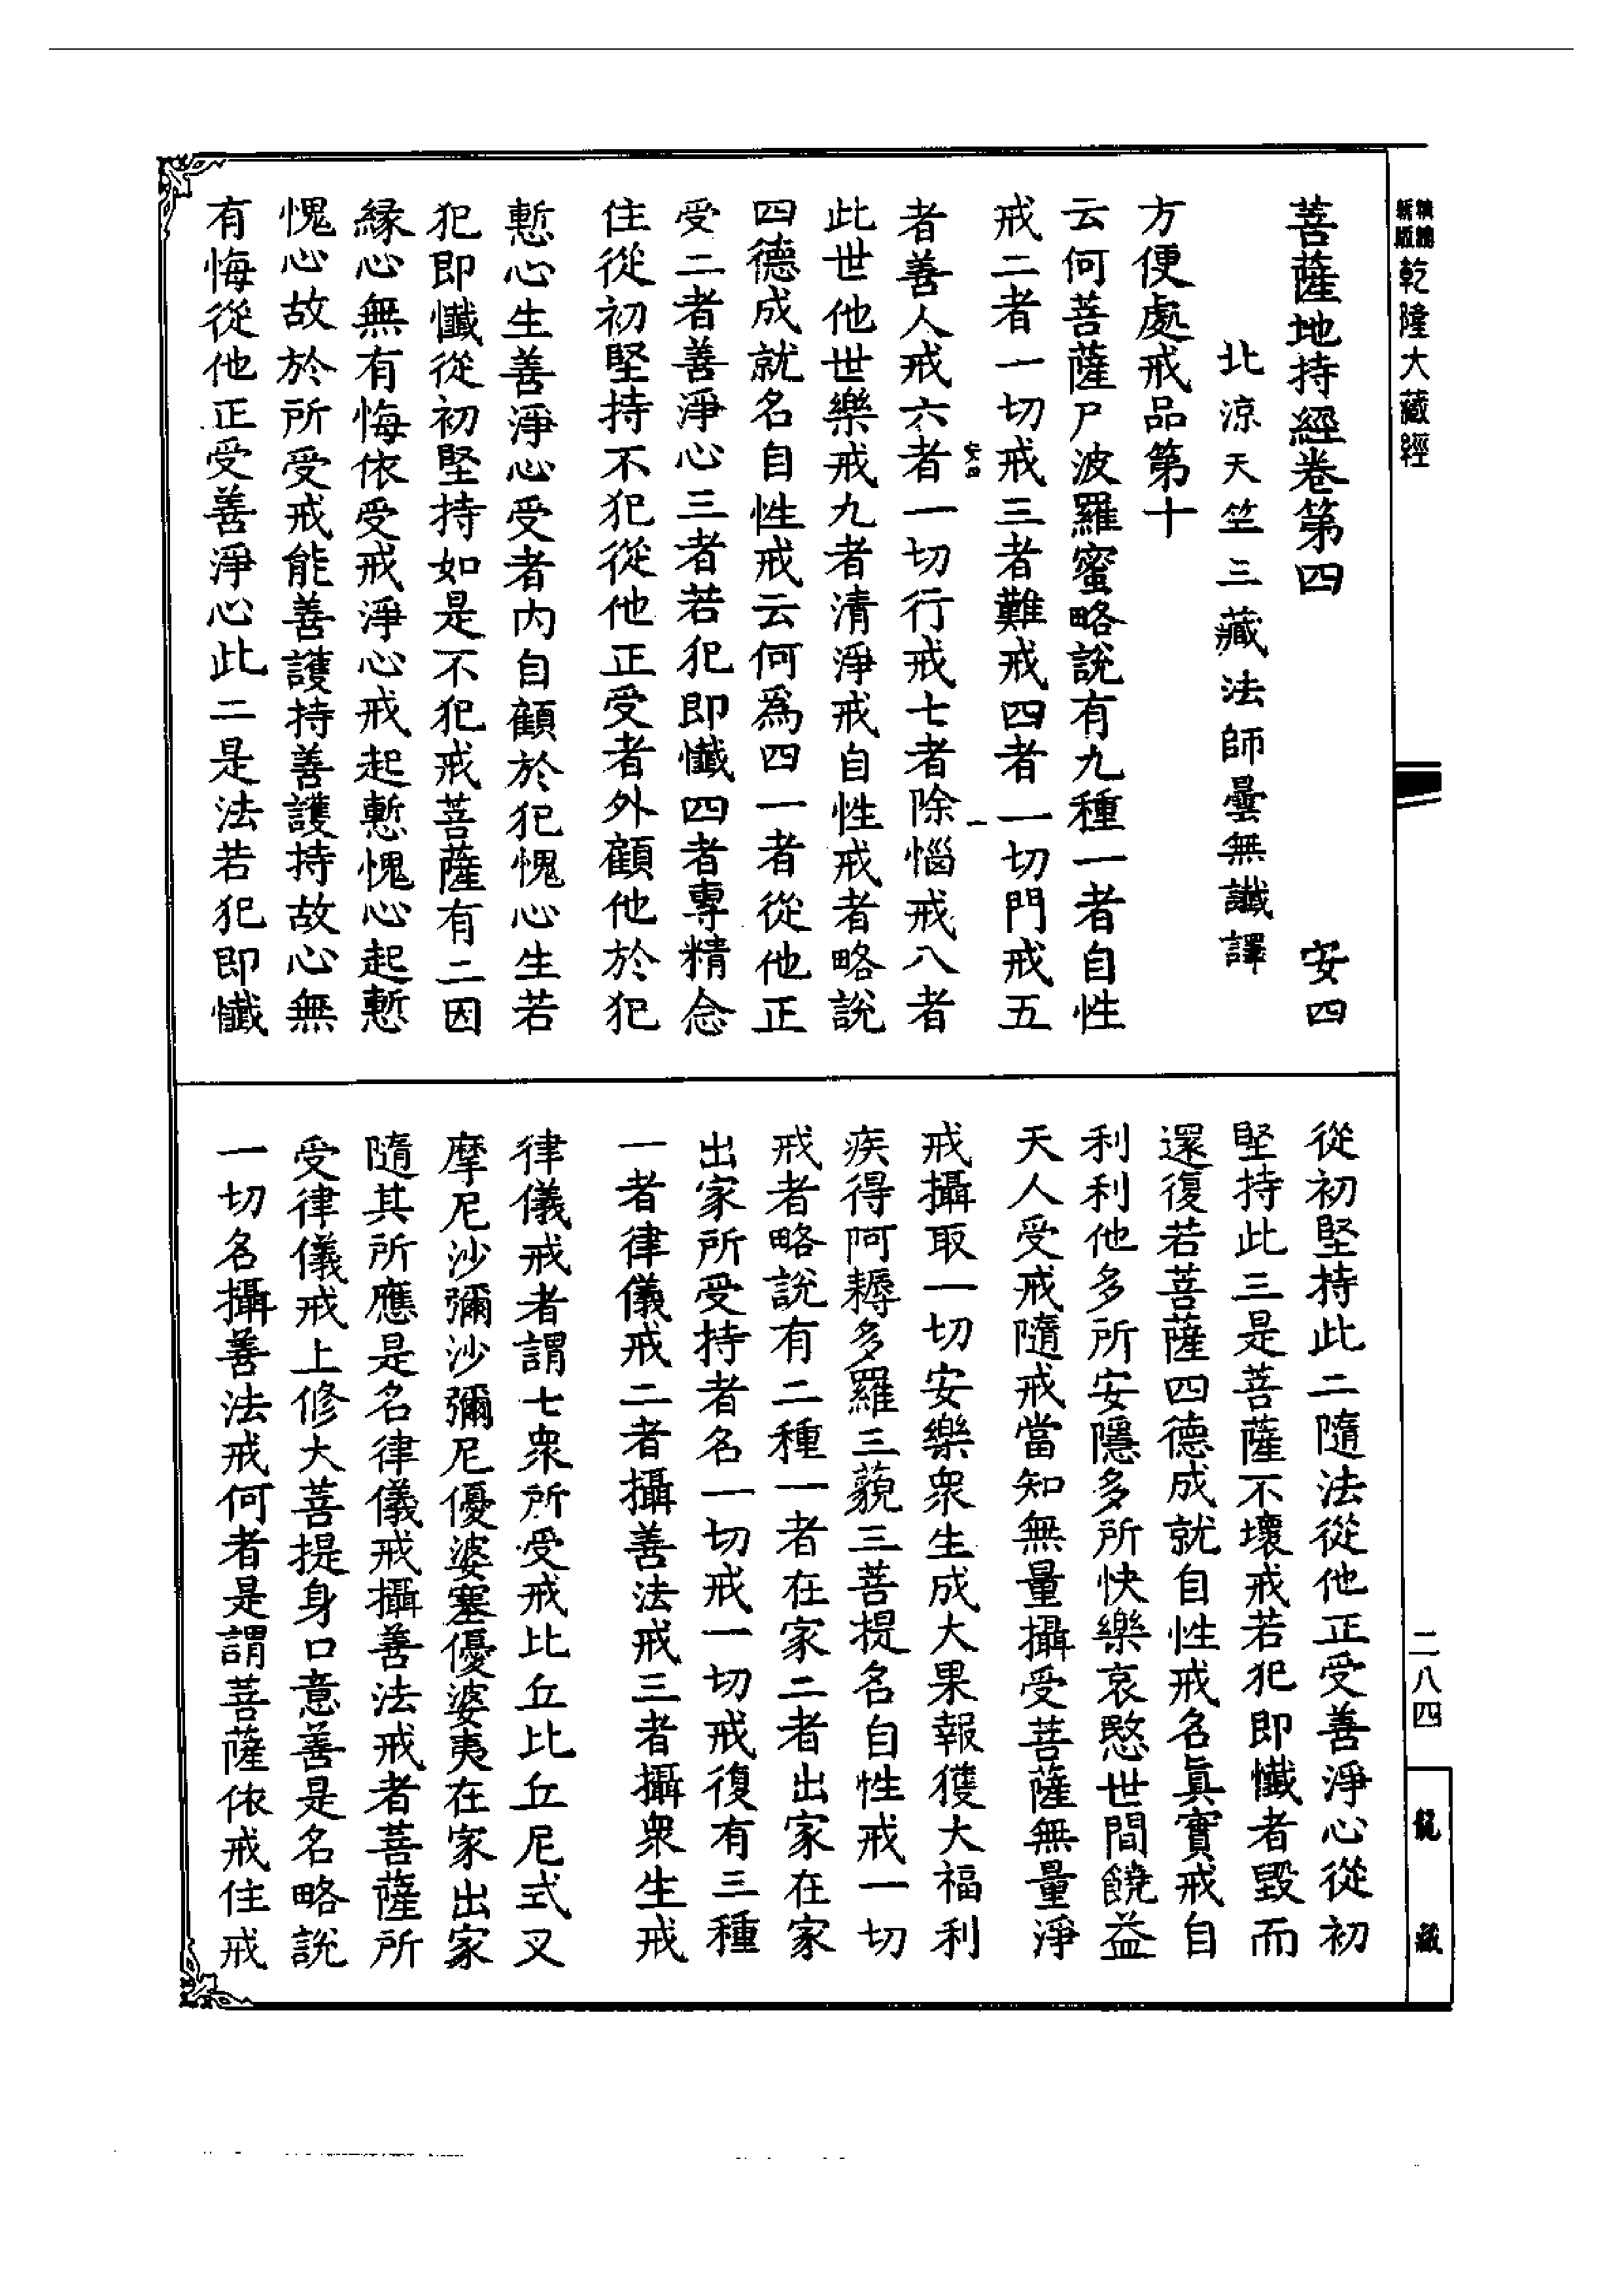 新版
乾隆大藏經
菩薩地持經卷第四 安四
北涼天竺三藏法師曇無讖譯
方便處戒品第十
云何菩薩尸波羅蜜略說有九種一者自性
戒二者一切戒三者難戒四者一切門戒五
安四 一
者善人戒六者一切行戒七者除惱戒八者
此世他世樂戒九者清淨戒自性戒者略說
四德成就名自性戒云何為四一者從他正
受二者善淨心三者若犯即懺四者專精念
住從初堅持不犯從他正受者外顧他於犯
慙心生善淨心受者內自顧於犯愧心生若
犯即懺從初堅持如是不犯戒菩薩有二因
緣心無有悔依受戒淨心戒起慙愧心起慙
愧心故於所受戒能善護持善護持故心無
有悔從他正受善淨心此二是法若犯即懺
從初堅持此二隨法從他正受善淨心從初
堅持此三是菩薩不壞戒若犯即懺者毀而
還復若菩薩四德成就自性戒名真實戒自
利利他多所安隱多所快樂哀愍世間饒益
天人受戒隨戒當知無量攝受菩薩無量淨
戒攝取一切安樂眾生成大果報獲大福利
疾得阿耨多羅三藐三菩提名自性戒一切
戒者略說有二種一者在家二者出家在家
出家所受持者名一切戒一切戒復有三種
一者律儀戒二者攝善法戒三者攝眾生戒
律儀戒者謂七眾所受戒比丘比丘尼式叉
摩尼沙彌沙彌尼優婆塞優婆夷在家出家
隨其所應是名律儀戒攝善法戒者菩薩所
受律儀戒上修大菩提身口意善是名略說
一切名攝善法戒何者是謂菩薩依戒住戒
二八四
龍藏